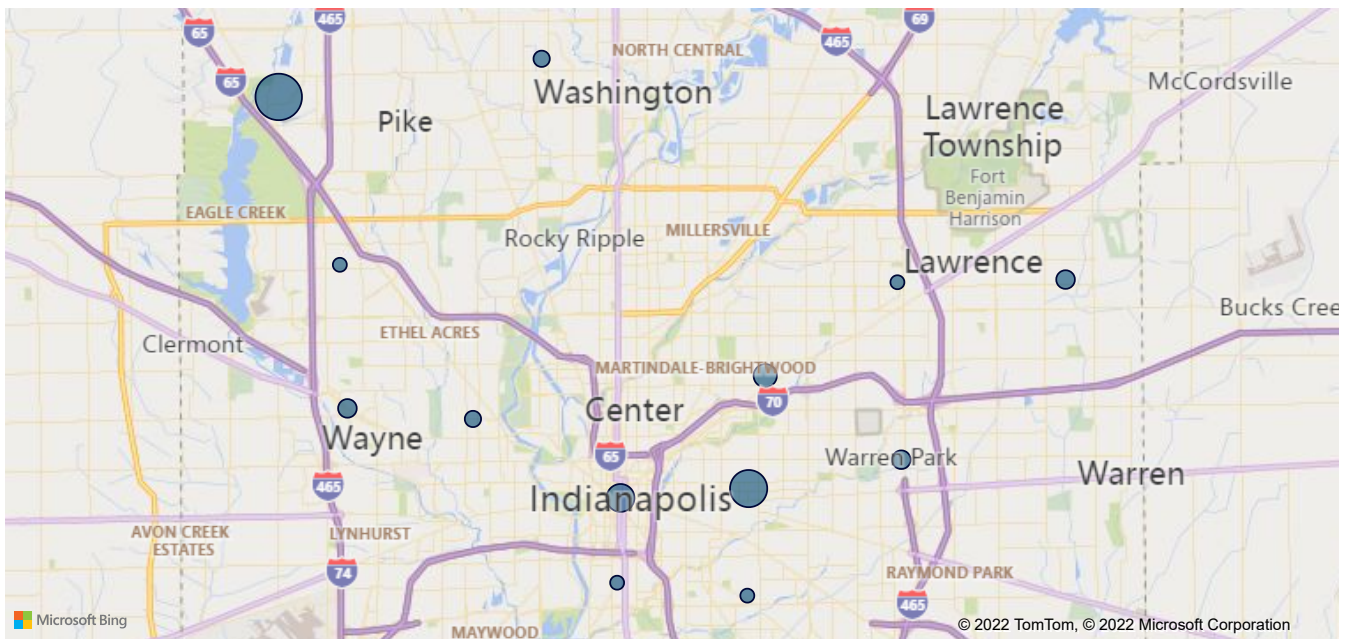 65
465
69
465
NORTH CENTRAL
65
Washington
McCordsville
Pike
Lawrence
Township
Fort
Benjamin
Harrison
EAGLE CREEK
Rocky Ripple
MILLERSVILLE
Lawrence
Bucks Cree
ETHEL ACRES
Clermont
MARTINDALE-BRIGHTWOOD
70
Center
Wayne
65
Warren Park
Warren
465
Indianapolis
AVON CREEK
ESTATES
LYNHURST
74
RAYMOND PARK
465
Microsoft Bing
MAYWOOD
© 2022 TomTom, © 2022 Microsoft Corporation